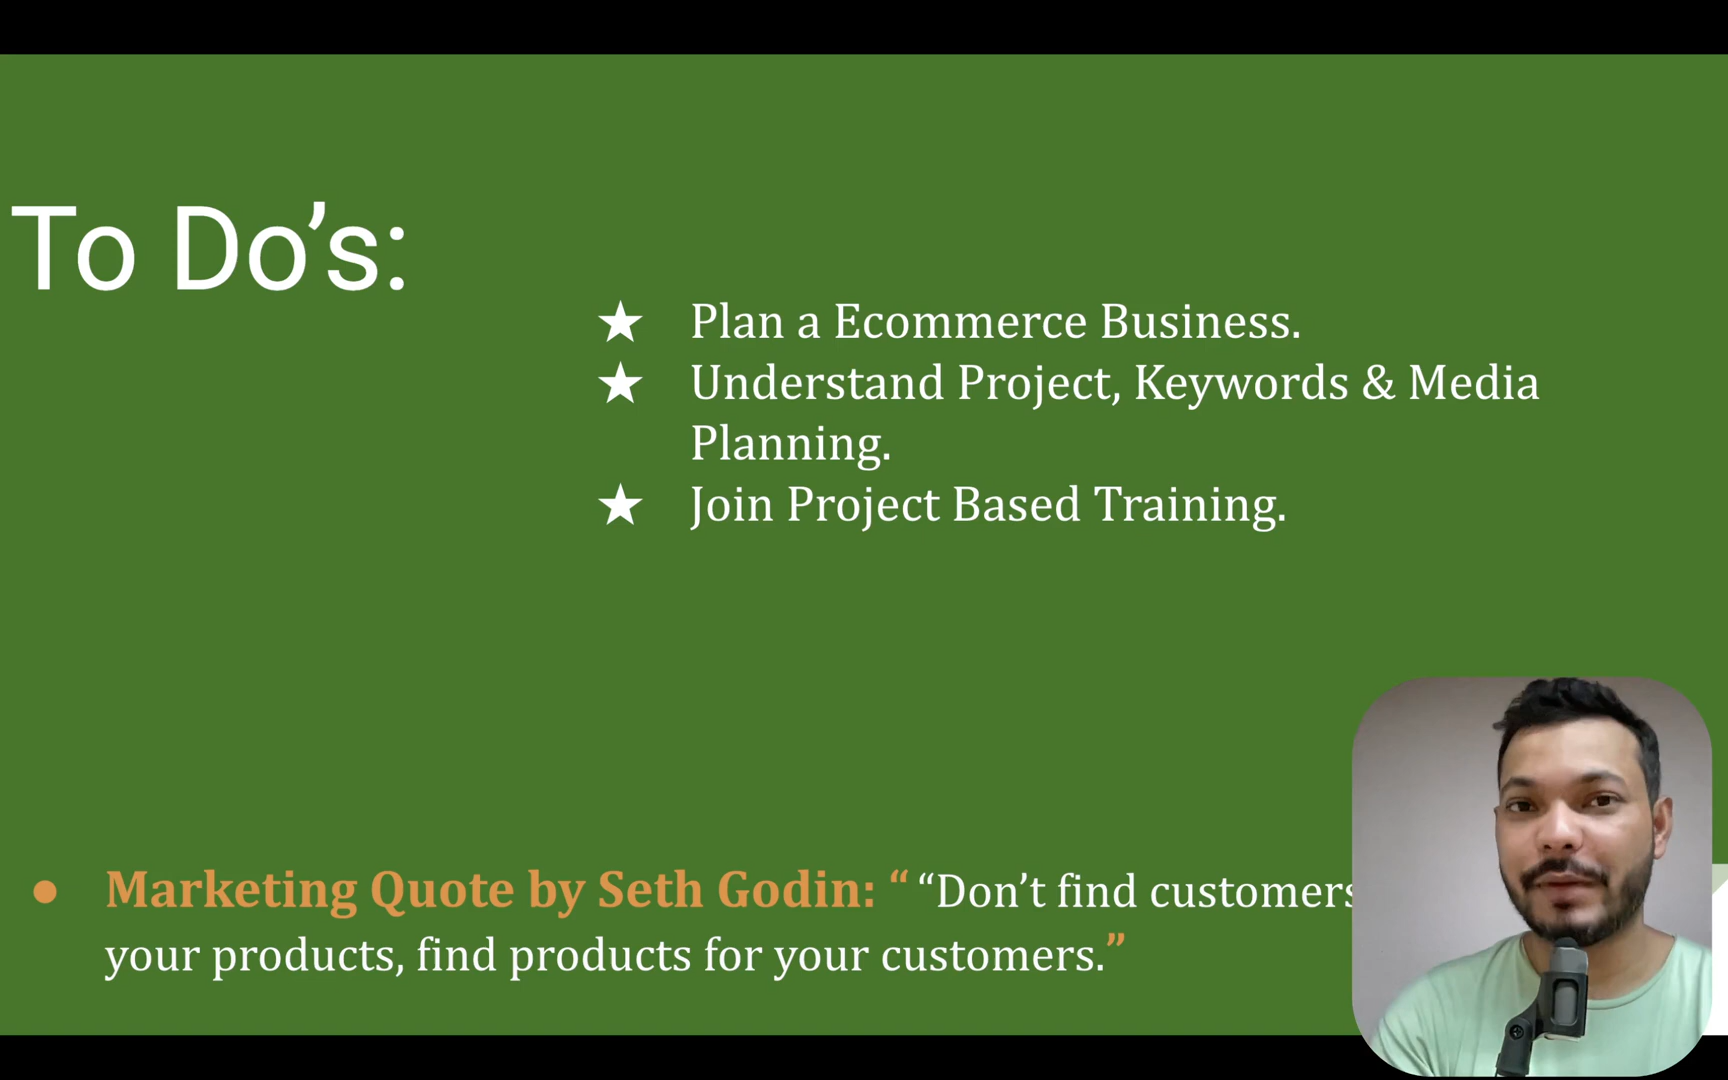 To Do’s:
★ Plan a Ecommerce Business.
★ Understand Project, Keywords & Media
Planning.
★ Join Project Based Training.
● Marketing Quote by Seth Godin: “ “Don’t find customers
your products, find products for your customers.”